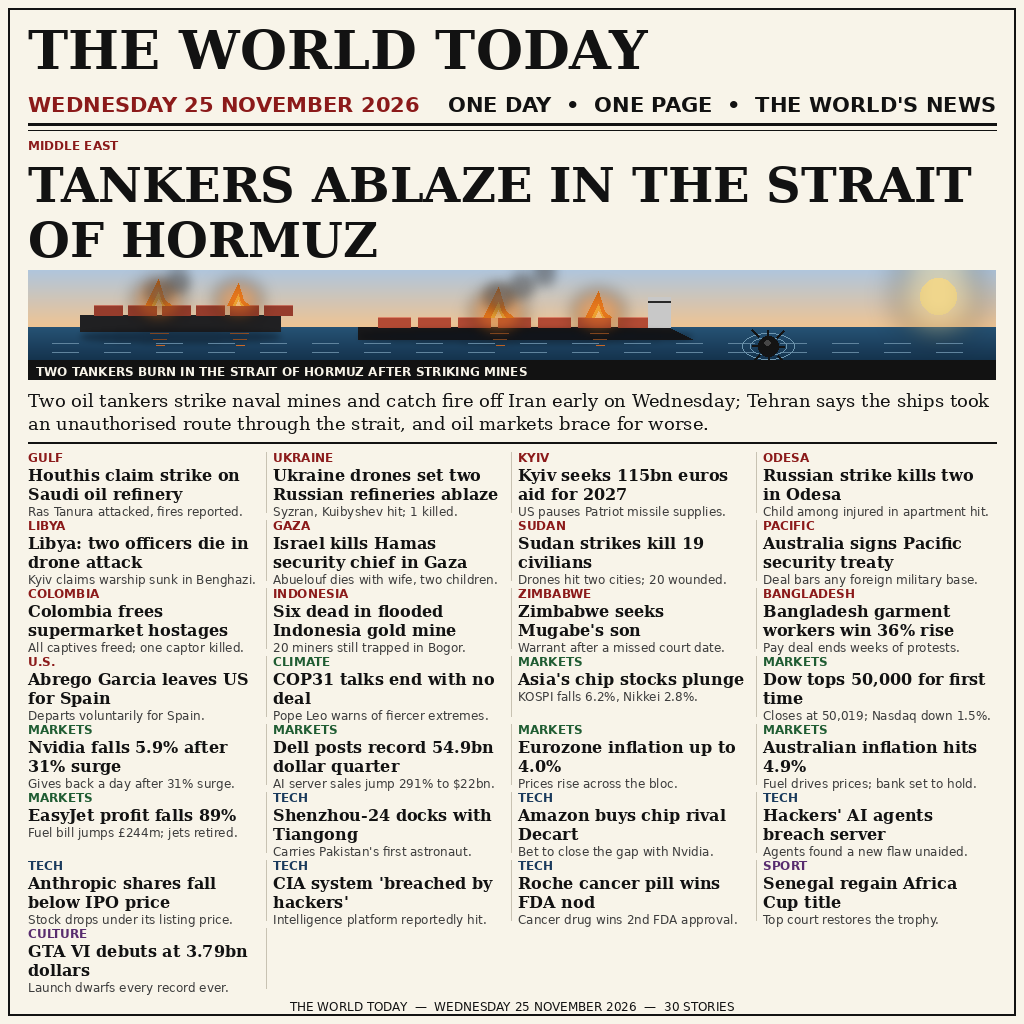 THE WORLD TODAY
WEDNESDAY 25 NOVEMBER 2026 ONE DAY • ONE PAGE • THE WORLD'S NEWS
MIDDLE EAST
TANKERS ABLAZE IN THE STRAIT
OF HORMUZ
TWO TANKERS BURN IN THE STRAIT OF HORMUZ AFTER STRIKING MINES
Two oil tankers strike naval mines and catch fire off Iran early on Wednesday; Tehran says the ships took
an unauthorised route through the strait, and oil markets brace for worse.
GULF
Houthis claim strike on
Saudi oil refinery
Ras Tanura attacked, fires reported.
UKRAINE
Ukraine drones set two
Russian refineries ablaze
Syzran, Kuibyshev hit; 1 killed.
KYIV
Kyiv seeks 115bn euros
aid for 2027
US pauses Patriot missile supplies.
ODESA
Russian strike kills two
in Odesa
Child among injured in apartment hit.
LIBYA
Libya: two officers die in
drone attack
Kyiv claims warship sunk in Benghazi.
GAZA
Israel kills Hamas
security chief in Gaza
Abuelouf dies with wife, two children.
SUDAN
Sudan strikes kill 19
civilians
Drones hit two cities; 20 wounded.
PACIFIC
Australia signs Pacific
security treaty
Deal bars any foreign military base.
COLOMBIA
Colombia frees
supermarket hostages
All captives freed; one captor killed.
INDONESIA
Six dead in flooded
Indonesia gold mine
20 miners still trapped in Bogor.
ZIMBABWE
Zimbabwe seeks
Mugabe's son
Warrant after a missed court date.
BANGLADESH
Bangladesh garment
workers win 36% rise
Pay deal ends weeks of protests.
U.S.
Abrego Garcia leaves US
for Spain
Departs voluntarily for Spain.
CLIMATE
COP31 talks end with no
deal
Pope Leo warns of fiercer extremes.
MARKETS
Asia's chip stocks plunge
KOSPI falls 6.2%, Nikkei 2.8%.
MARKETS
Dow tops 50,000 for first
time
Closes at 50,019; Nasdaq down 1.5%.
MARKETS
Nvidia falls 5.9% after
31% surge
Gives back a day after 31% surge.
MARKETS
Dell posts record 54.9bn
dollar quarter
AI server sales jump 291% to $22bn.
MARKETS
Eurozone inflation up to
4.0%
Prices rise across the bloc.
MARKETS
Australian inflation hits
4.9%
Fuel drives prices; bank set to hold.
MARKETS
EasyJet profit falls 89%
Fuel bill jumps £244m; jets retired.
TECH
Shenzhou-24 docks with
Tiangong
Carries Pakistan's first astronaut.
TECH
Amazon buys chip rival
Decart
Bet to close the gap with Nvidia.
TECH
Hackers' AI agents
breach server
Agents found a new flaw unaided.
TECH
Anthropic shares fall
below IPO price
Stock drops under its listing price.
TECH
CIA system 'breached by
hackers'
Intelligence platform reportedly hit.
TECH
Roche cancer pill wins
FDA nod
Cancer drug wins 2nd FDA approval.
SPORT
Senegal regain Africa
Cup title
Top court restores the trophy.
CULTURE
GTA VI debuts at 3.79bn
dollars
Launch dwarfs every record ever.
THE WORLD TODAY — WEDNESDAY 25 NOVEMBER 2026 — 30 STORIES